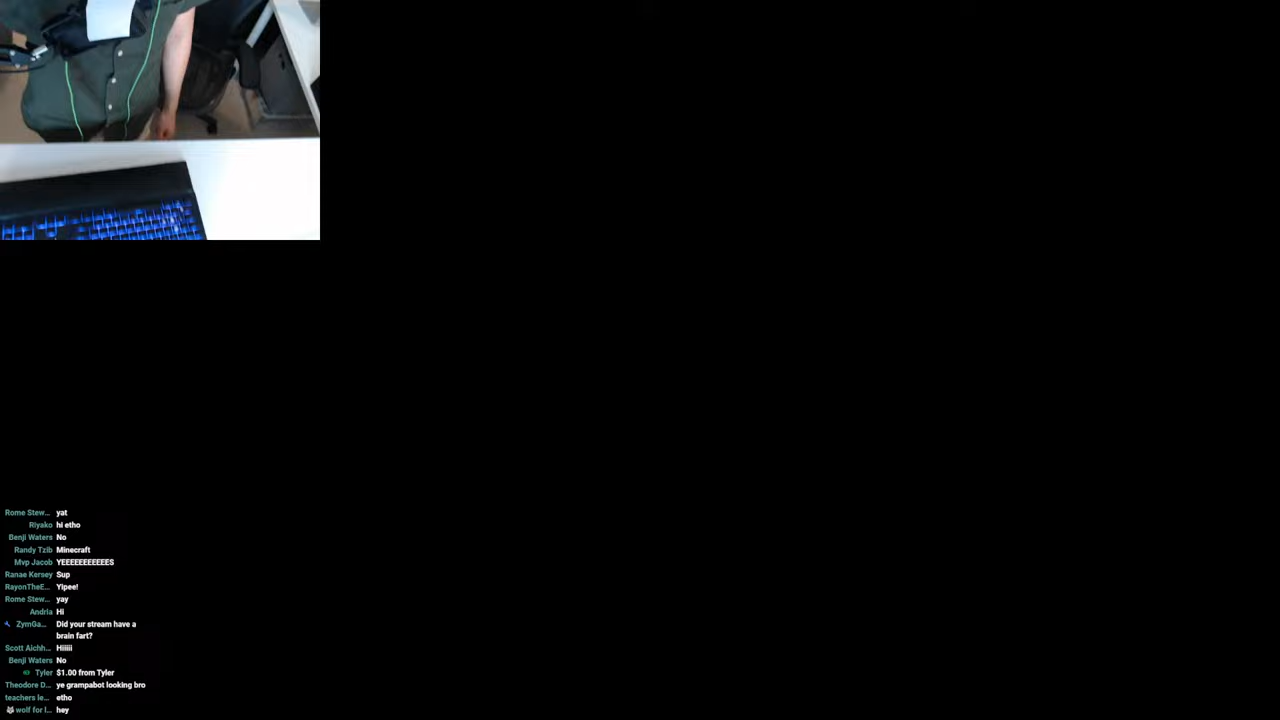 Rome Stew... yat
Riyako hi etho
Benji Waters No
Randy Tzib Minecraft
Mvp Jacob YEEEEEEEEEEES
Ranae Kersey Sup
RayonTheE... Yipee!
Rome Stew... yay
Andria Hi
ZymGa... Did your stream have a
brain fart?
Scott Aichh... Hiiiii
Benji Waters No
Tyler $1.00 from Tyler
Theodore D... ye grampabot looking bro
teachers le... etho
wolf for l... hey